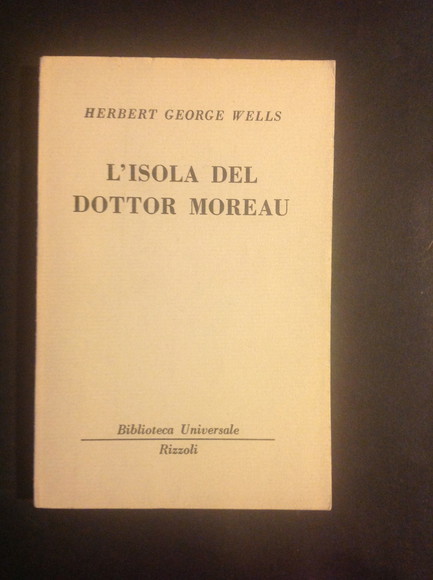 HERBERT GEORGE WELLS
L'ISOLA DEL
DOTTOR MOREAU
Biblioteca Universale
Rizzoli